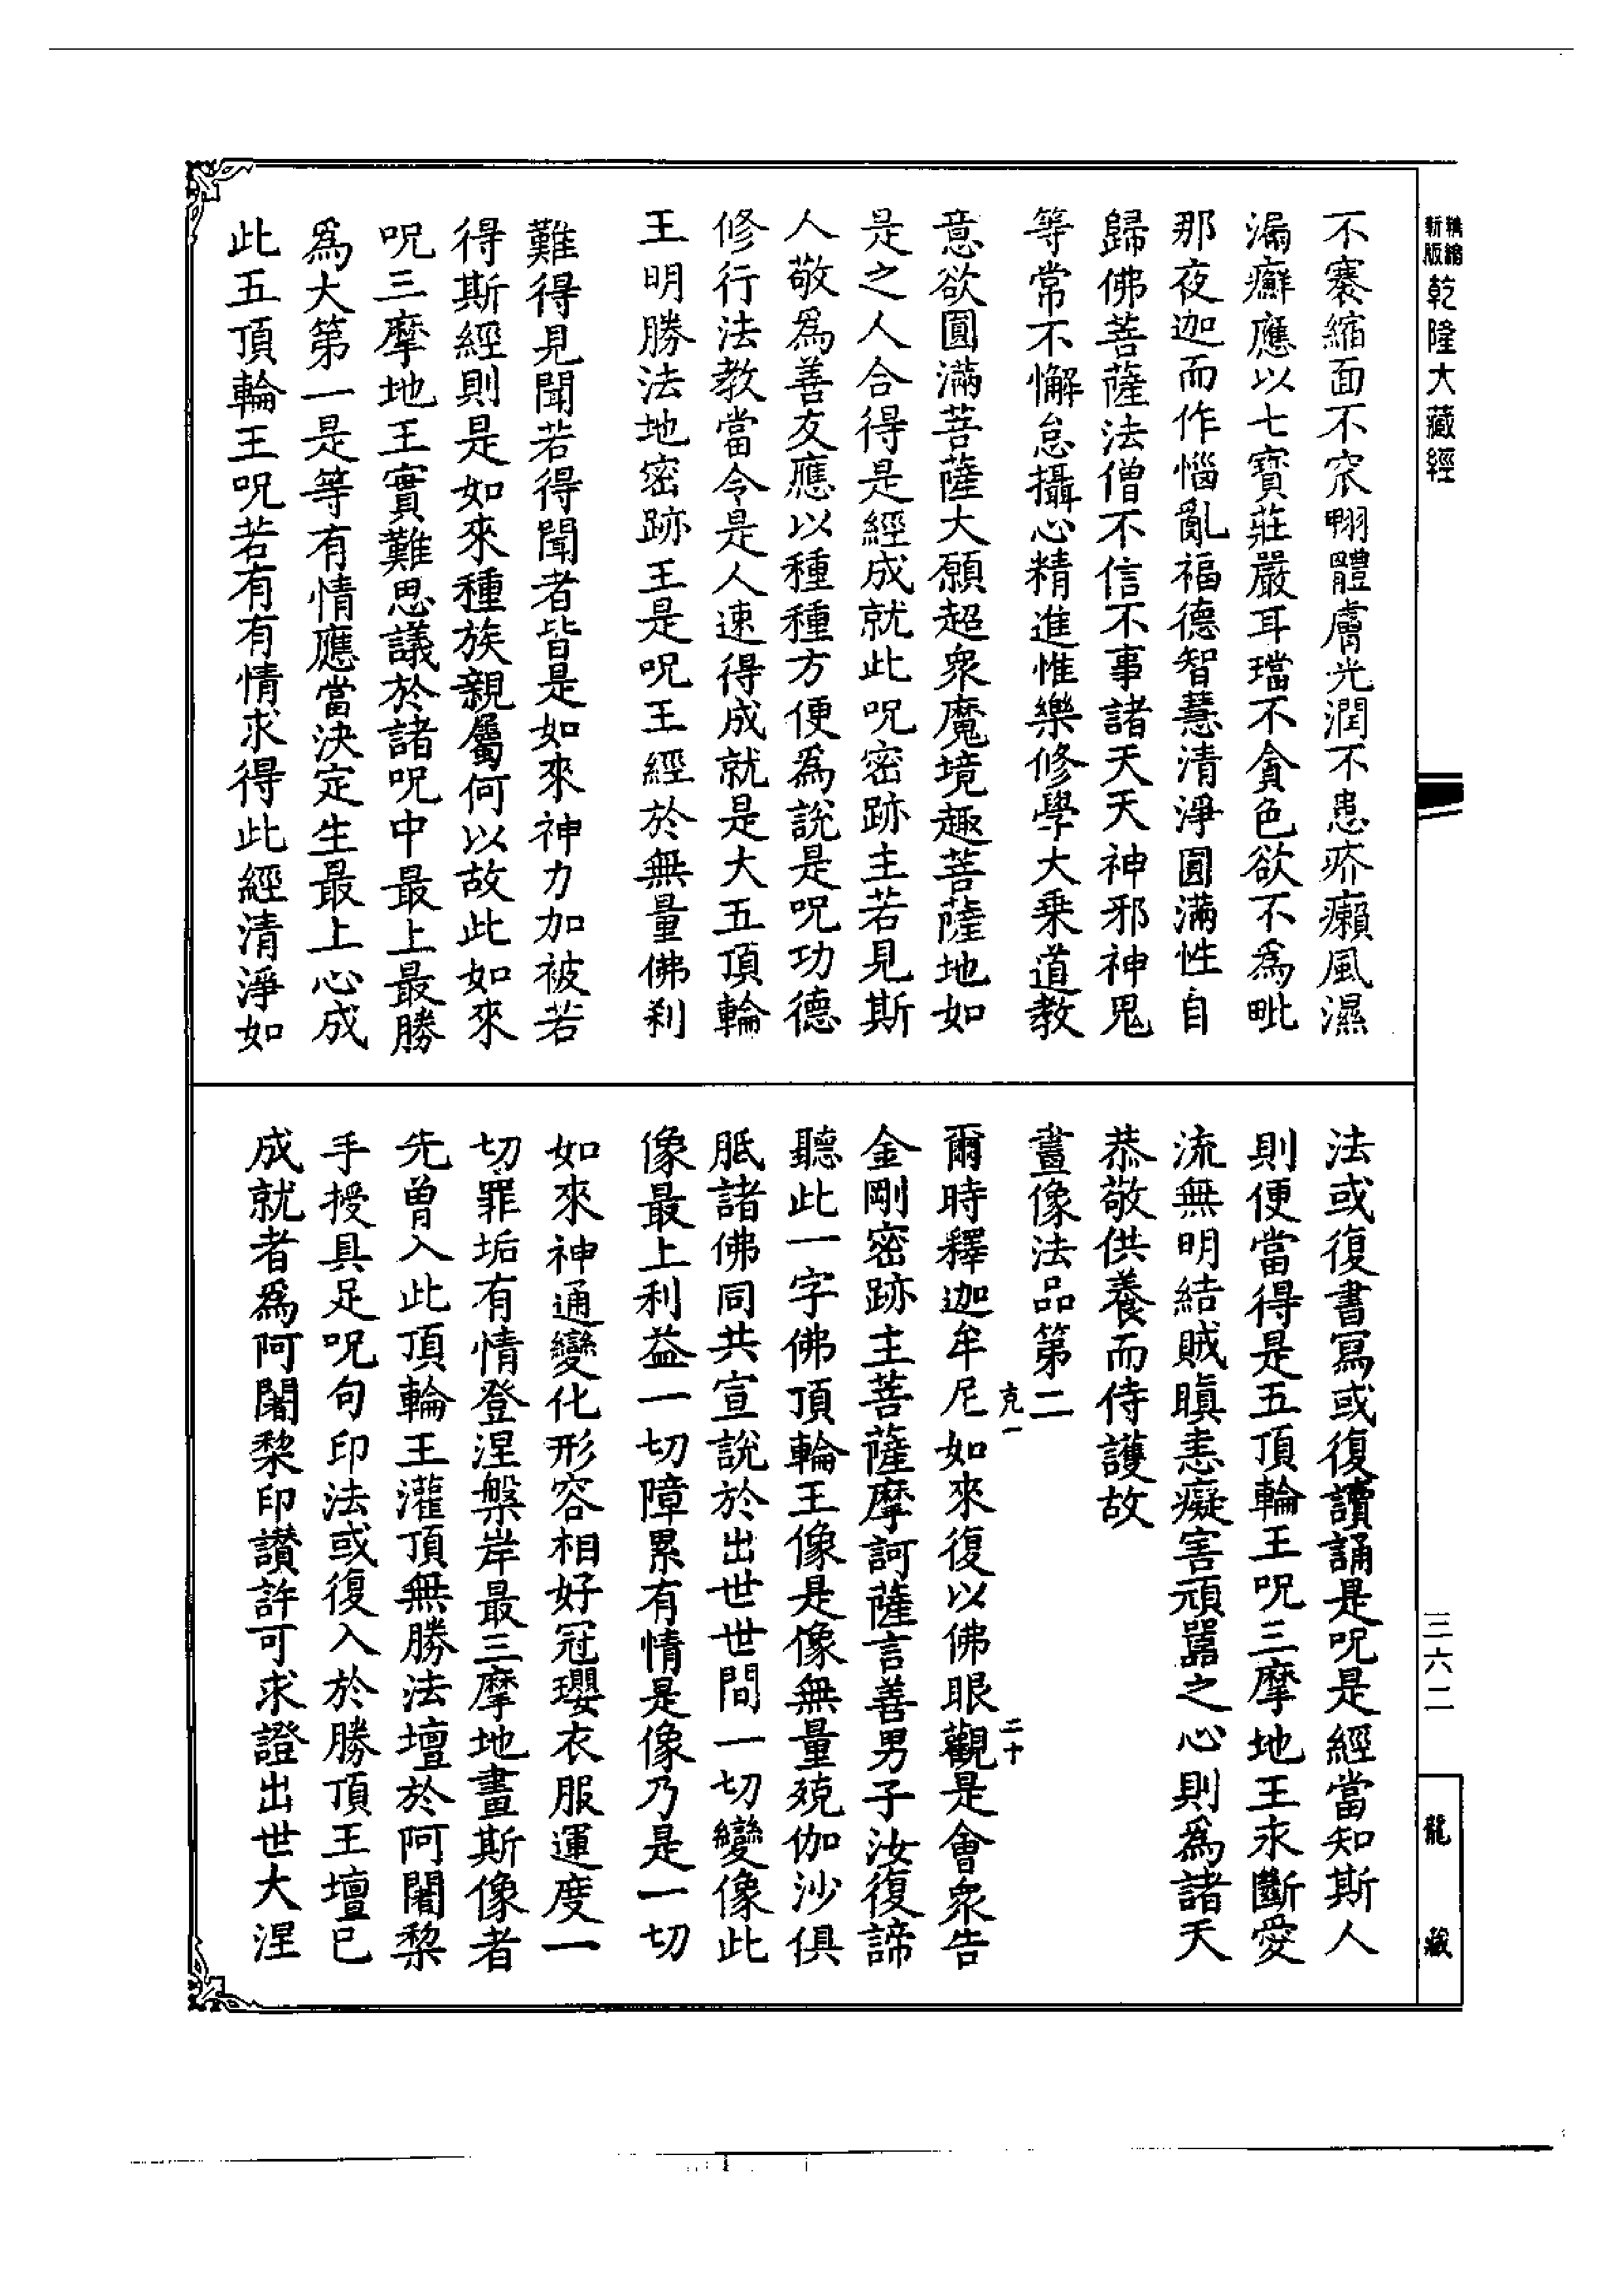 精縮
新版
乾隆大藏經
不寒縮面不䆮䎸體膚光潤不患疥癩風濕
漏癬應以七寶莊嚴耳璫不貪色欲不為毗
那夜迦而作惱亂福德智慧清淨圓滿性自
歸佛菩薩法僧不信不事諸天天神邪神鬼
等常不懈怠攝心精進惟樂修學大乗道教
意欲圓滿菩薩大願超衆魔境趣菩薩地如
是之人合得是經成就此呪密跡主若見斯
人敬爲善友應以種種方便爲說是呪功德
修行法教當令是人速得成就是大五頂輪
王明勝法地密跡王是呪王經於無量佛刹
難得見聞若得聞者皆是如來神力加被若
得斯經則是如來種族親屬何以故此如來
呪三摩地王實難思議於諸呪中最上最勝
爲大第一是等有情應當決定生最上心成
此五頂輪王呪若有有情求得此經清淨如
法或復書寫或復讀誦是呪是經當知斯人
則便當得是五頂輪王呪三摩地王永斷愛
流無明結賊瞋恚癡害頑嚚之心則爲諸天
恭敬供養而侍護故
畫像法品第二
克一
二十
爾時釋迦牟尼如來復以佛眼觀是會衆告
金剛密跡主菩薩摩訶薩言善男子汝復諦
聽此一字佛頂輪王像是像無量殑伽沙俱
胝諸佛同共宣說於出世世間一切變像此
像最上利益一切障累有情是像乃是一切
如來神通變化形容相好冠瓔衣服運度一
切罪垢有情登涅槃岸最三摩地畫斯像者
先曾入此頂輪王灌頂無勝法壇於阿闍黎
手授具足呪句印法或復入於勝頂王壇已
成就者爲阿闍黎印讃許可求證出世大涅
三六二
龍藏